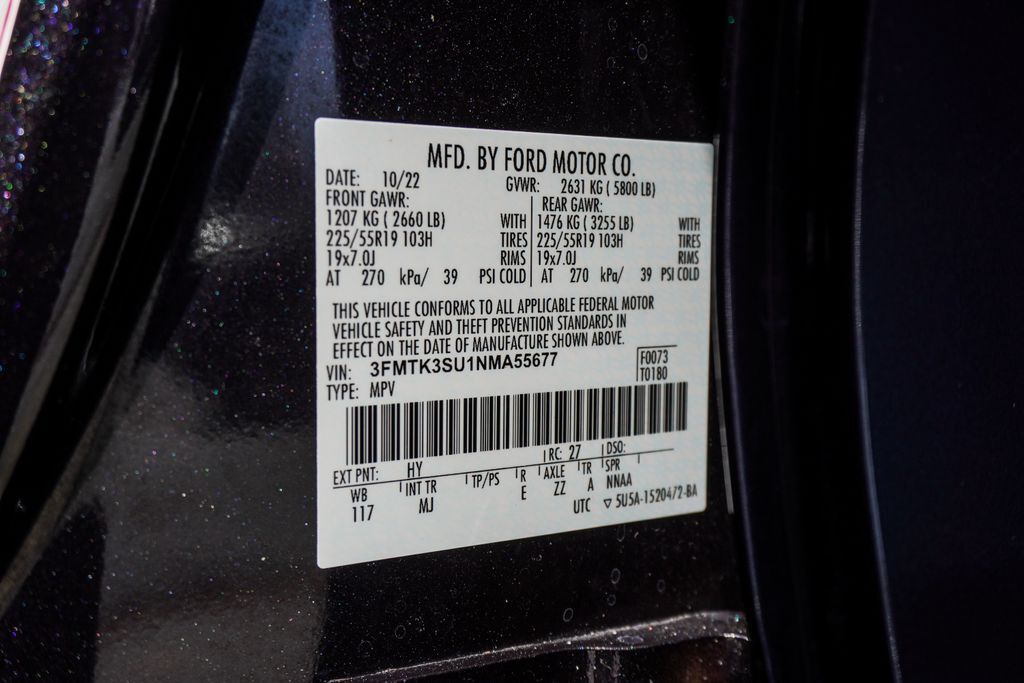 MFD. BY FORD MOTOR CO.
DATE: 10/22 GVWR: 2631 KG ( 5800 LB)
FRONT GAWR: REAR GAWR:
1207 KG ( 2660 LB) WITH 1476 KG ( 3255 LB) WITH
225/55R19 103H TIRES 225/55R19 103H TIRES
19x7.0J RIMS 19x7.0J RIMS
AT 270 kPa/ 39 PSI COLD AT 270 kPa/ 39 PSI COLD
THIS VEHICLE CONFORMS TO ALL APPLICABLE FEDERAL MOTOR
VEHICLE SAFETY AND THEFT PREVENTION STANDARDS IN
EFFECT ON THE DATE OF MANUFACTURE SHOWN ABOVE.
VIN: 3FMTK3SU1NMA55677 F0073
TYPE: MPV T0180
EXT PNT: HY RC: 27 DSO:
WB INT TR TP/PS R AXLE TR SPR
117 MJ E ZZ A NNAA
UTC ▽ 5U5A-1520472-BA